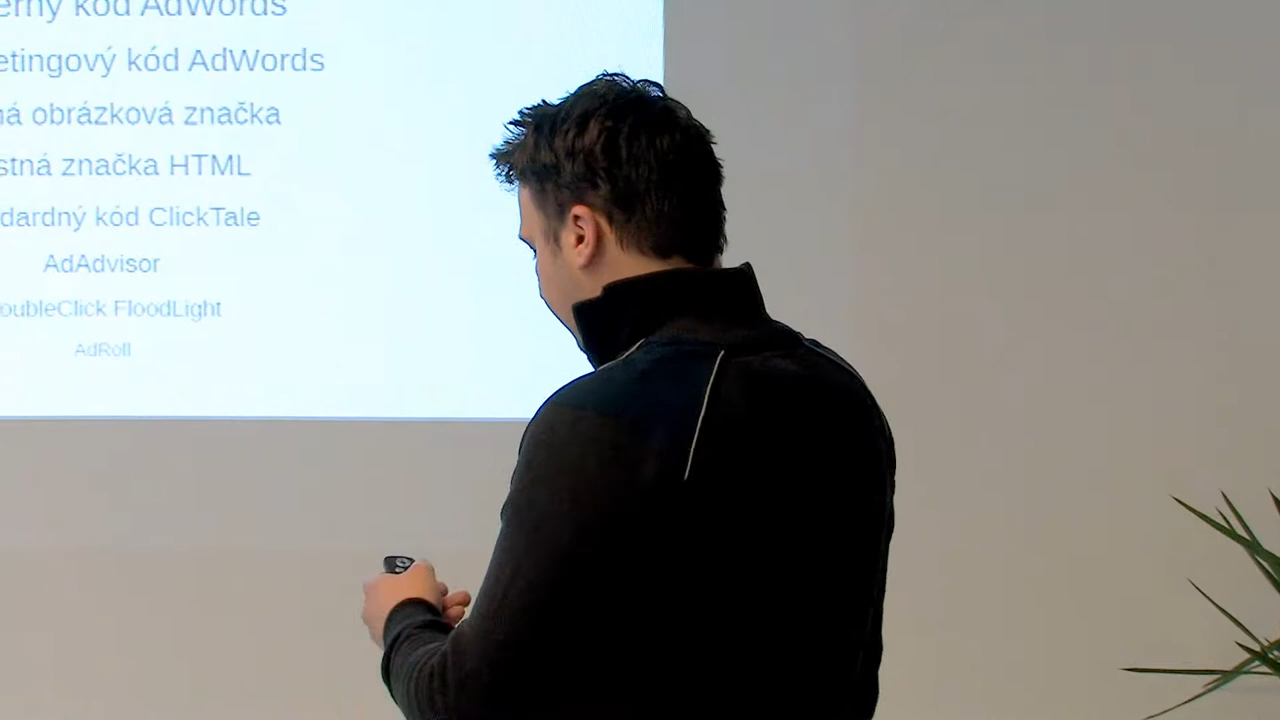 erný kód AdWords
etingový kód AdWords
ná obrázková značka
stná značka HTML
dardný kód ClickTale
AdAdvisor
oubleClick FloodLight
AdRoll